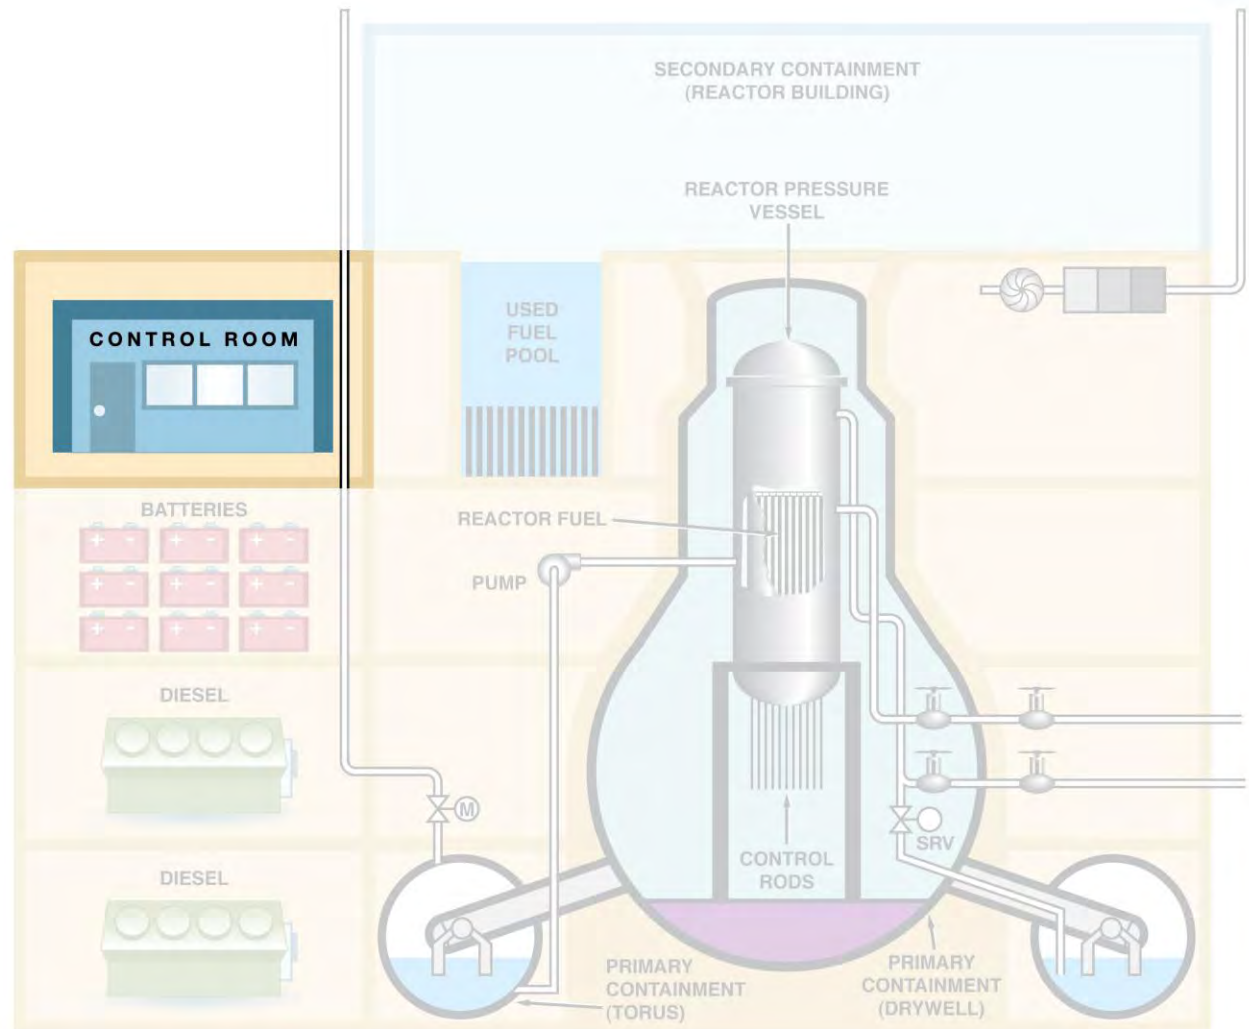 SECONDARY CONTAINMENT
(REACTOR BUILDING)
REACTOR PRESSURE
VESSEL
CONTROL ROOM
USED
FUEL
POOL
BATTERIES
+ - + - + -
+ - + - + -
+ - + - + -
REACTOR FUEL
PUMP
DIESEL
M
SRV
CONTROL
RODS
DIESEL
PRIMARY
CONTAINMENT
(TORUS)
PRIMARY
CONTAINMENT
(DRYWELL)